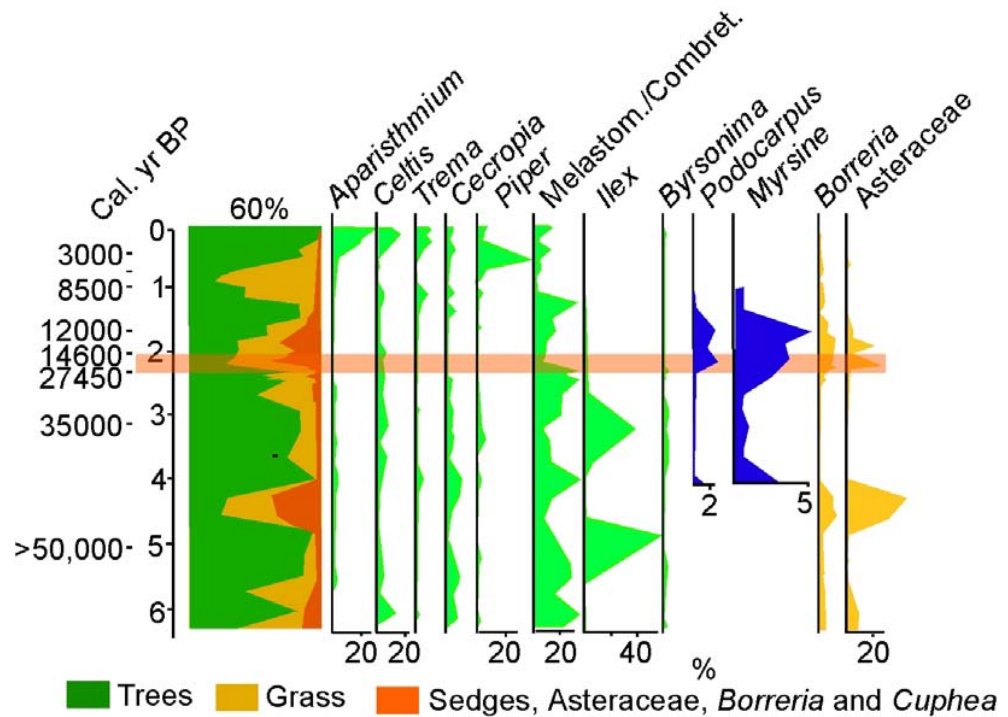 Cal. yr BP
60%
Aparisthmium
Celtis
Trema
Cecropia
Piper
Melastom./Combret.
Ilex
Byrsonima
Podocarpus
Myrsine
Borreria
Asteraceae
0
3000
1
8500
12000
14600
2
27450
3
35000
4
>50,000
5
6
20
20
20
20
40
%
2
5
20
Trees
Grass
Sedges, Asteraceae, Borreria and Cuphea